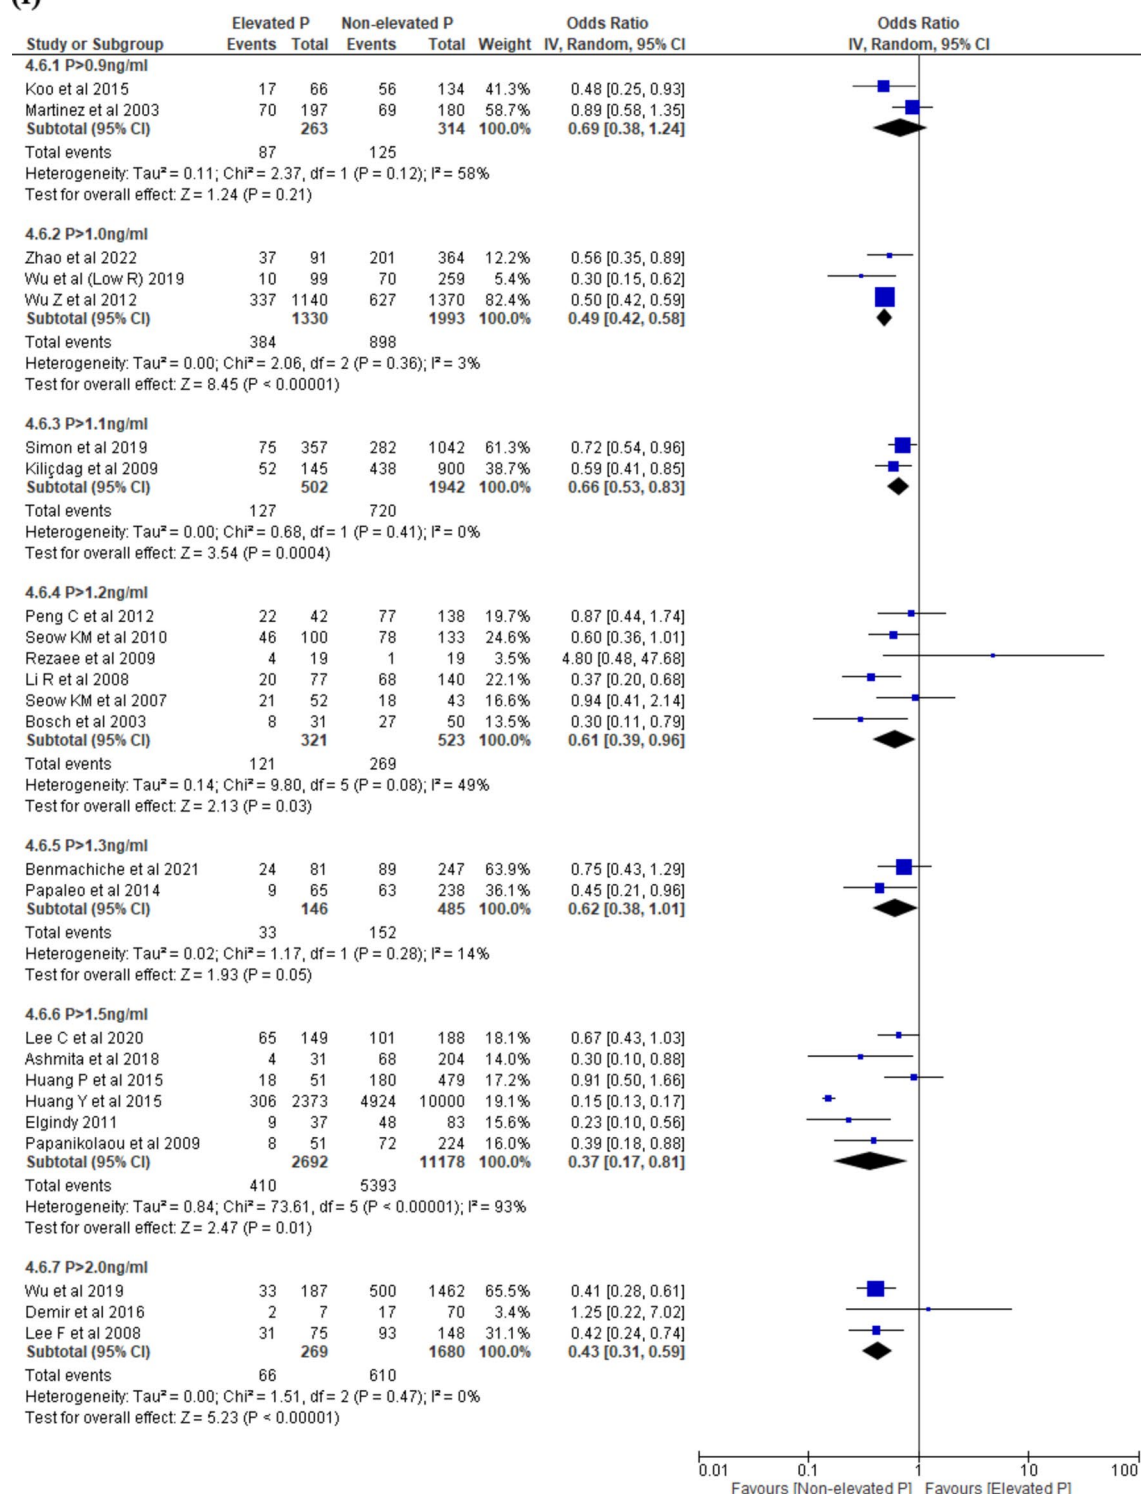 (i)
Elevated P Non-elevated P Odds Ratio Odds Ratio
Study or Subgroup Events Total Events Total Weight IV, Random, 95% CI IV, Random, 95% CI
4.6.1 P>0.9ng/ml
Koo et al 2015 17 66 56 134 41.3% 0.48 [0.25, 0.93]
Martinez et al 2003 70 197 69 180 58.7% 0.89 [0.58, 1.35]
Subtotal (95% CI) 263 314 100.0% 0.69 [0.38, 1.24]
Total events 87 125
Heterogeneity: Tau² = 0.11; Chi² = 2.37, df = 1 (P = 0.12); I² = 58%
Test for overall effect: Z = 1.24 (P = 0.21)
4.6.2 P>1.0ng/ml
Zhao et al 2022 37 91 201 364 12.2% 0.56 [0.35, 0.89]
Wu et al (Low R) 2019 10 99 70 259 5.4% 0.30 [0.15, 0.62]
Wu Z et al 2012 337 1140 627 1370 82.4% 0.50 [0.42, 0.59]
Subtotal (95% CI) 1330 1993 100.0% 0.49 [0.42, 0.58]
Total events 384 898
Heterogeneity: Tau² = 0.00; Chi² = 2.06, df = 2 (P = 0.36); I² = 3%
Test for overall effect: Z = 8.45 (P < 0.00001)
4.6.3 P>1.1ng/ml
Simon et al 2019 75 357 282 1042 61.3% 0.72 [0.54, 0.96]
Kiliçdag et al 2009 52 145 438 900 38.7% 0.59 [0.41, 0.85]
Subtotal (95% CI) 502 1942 100.0% 0.66 [0.53, 0.83]
Total events 127 720
Heterogeneity: Tau² = 0.00; Chi² = 0.68, df = 1 (P = 0.41); I² = 0%
Test for overall effect: Z = 3.54 (P = 0.0004)
4.6.4 P>1.2ng/ml
Peng C et al 2012 22 42 77 138 19.7% 0.87 [0.44, 1.74]
Seow KM et al 2010 46 100 78 133 24.6% 0.60 [0.36, 1.01]
Rezaee et al 2009 4 19 1 19 3.5% 4.80 [0.48, 47.68]
Li R et al 2008 20 77 68 140 22.1% 0.37 [0.20, 0.68]
Seow KM et al 2007 21 52 18 43 16.6% 0.94 [0.41, 2.14]
Bosch et al 2003 8 31 27 50 13.5% 0.30 [0.11, 0.79]
Subtotal (95% CI) 321 523 100.0% 0.61 [0.39, 0.96]
Total events 121 269
Heterogeneity: Tau² = 0.14; Chi² = 9.80, df = 5 (P = 0.08); I² = 49%
Test for overall effect: Z = 2.13 (P = 0.03)
4.6.5 P>1.3ng/ml
Benmachiche et al 2021 24 81 89 247 63.9% 0.75 [0.43, 1.29]
Papaleo et al 2014 9 65 63 238 36.1% 0.45 [0.21, 0.96]
Subtotal (95% CI) 146 485 100.0% 0.62 [0.38, 1.01]
Total events 33 152
Heterogeneity: Tau² = 0.02; Chi² = 1.17, df = 1 (P = 0.28); I² = 14%
Test for overall effect: Z = 1.93 (P = 0.05)
4.6.6 P>1.5ng/ml
Lee C et al 2020 65 149 101 188 18.1% 0.67 [0.43, 1.03]
Ashmita et al 2018 4 31 68 204 14.0% 0.30 [0.10, 0.88]
Huang P et al 2015 18 51 180 479 17.2% 0.91 [0.50, 1.66]
Huang Y et al 2015 306 2373 4924 10000 19.1% 0.15 [0.13, 0.17]
Elgindy 2011 9 37 48 83 15.6% 0.23 [0.10, 0.56]
Papanikolaou et al 2009 8 51 72 224 16.0% 0.39 [0.18, 0.88]
Subtotal (95% CI) 2692 11178 100.0% 0.37 [0.17, 0.81]
Total events 410 5393
Heterogeneity: Tau² = 0.84; Chi² = 73.61, df = 5 (P < 0.00001); I² = 93%
Test for overall effect: Z = 2.47 (P = 0.01)
4.6.7 P>2.0ng/ml
Wu et al 2019 33 187 500 1462 65.5% 0.41 [0.28, 0.61]
Demir et al 2016 2 7 17 70 3.4% 1.25 [0.22, 7.02]
Lee F et al 2008 31 75 93 148 31.1% 0.42 [0.24, 0.74]
Subtotal (95% CI) 269 1680 100.0% 0.43 [0.31, 0.59]
Total events 66 610
Heterogeneity: Tau² = 0.00; Chi² = 1.51, df = 2 (P = 0.47); I² = 0%
Test for overall effect: Z = 5.23 (P < 0.00001)
0.01 0.1 1 10 100
Favours [Non-elevated P] Favours [Elevated P]